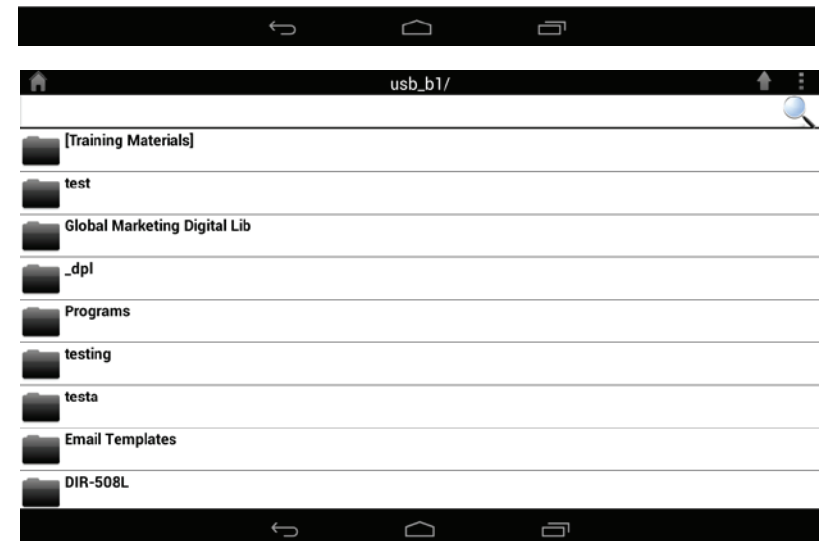 usb_b1/
[Training Materials]
test
Global Marketing Digital Lib
_dpl
Programs
testing
testa
Email Templates
DIR-508L